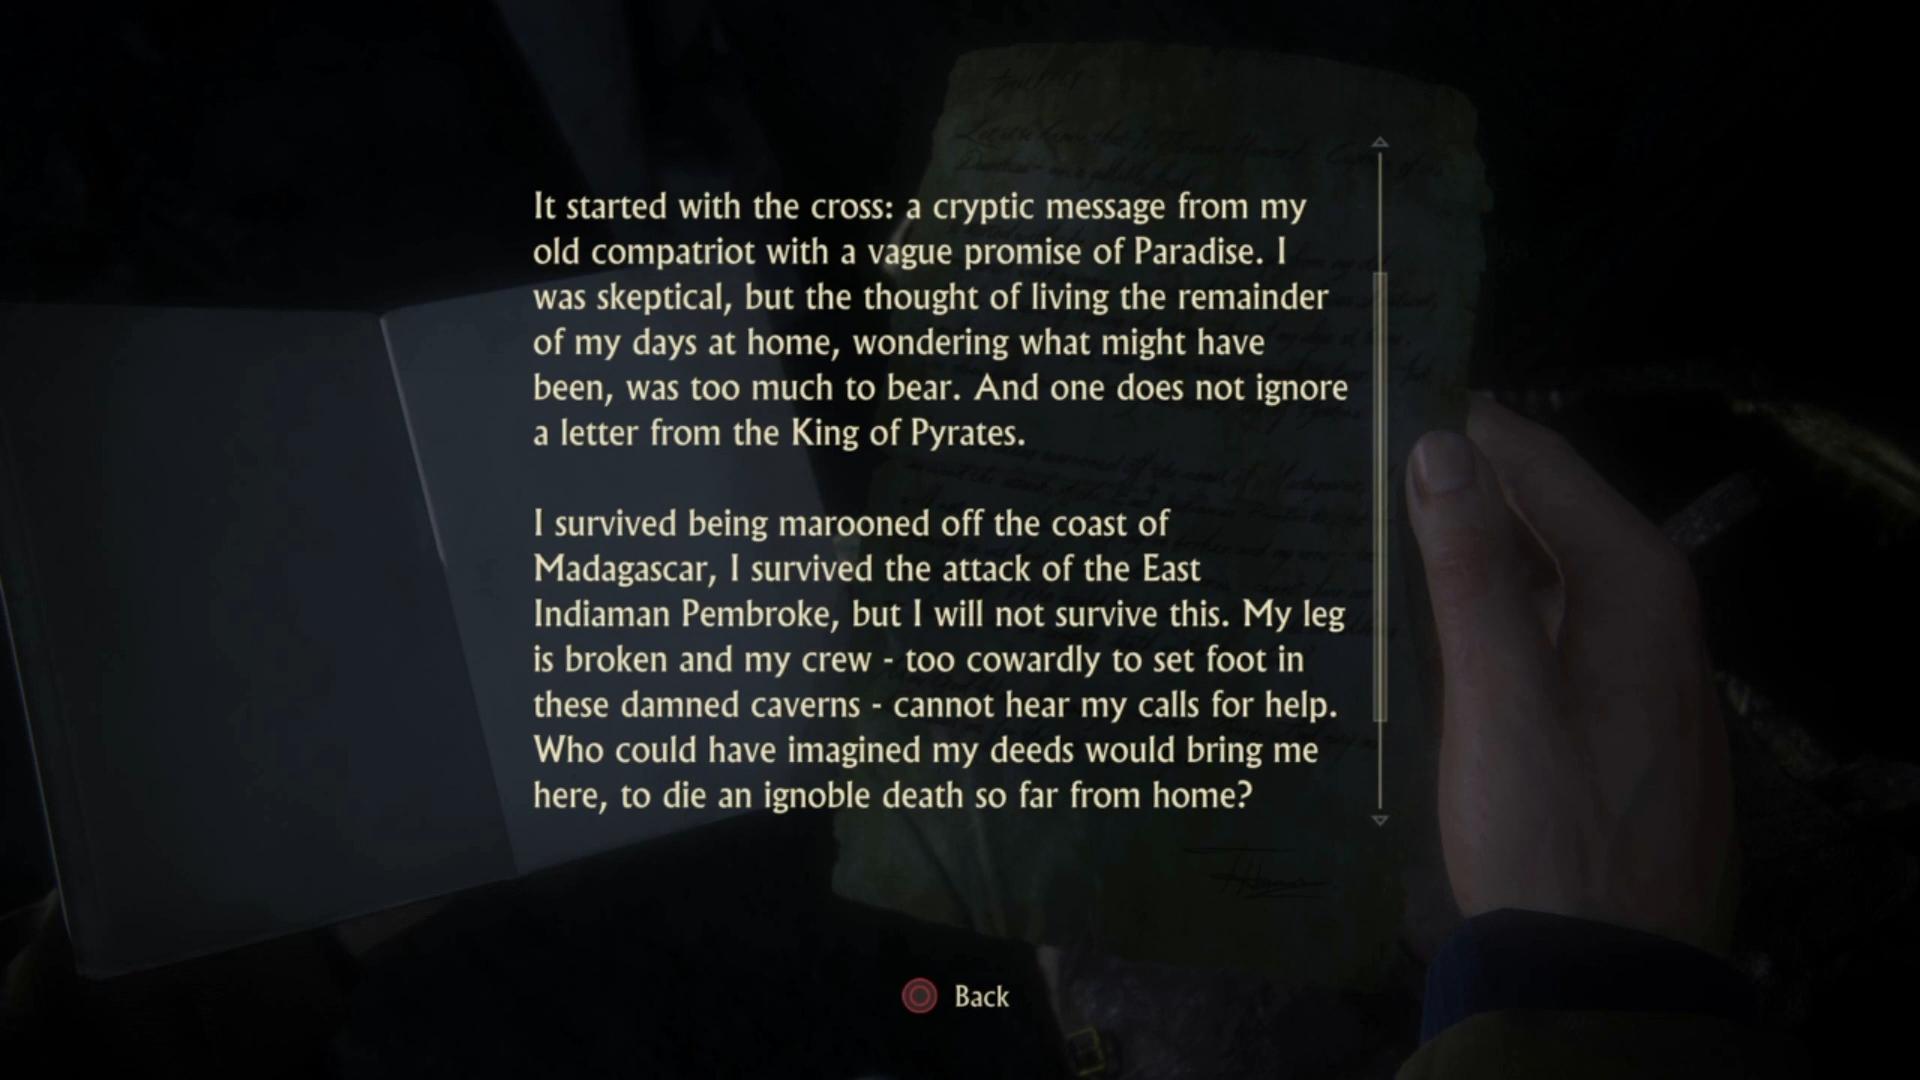 It started with the cross: a cryptic message from my
old compatriot with a vague promise of Paradise. I
was skeptical, but the thought of living the remainder
of my days at home, wondering what might have
been, was too much to bear. And one does not ignore
a letter from the King of Pyrates.
I survived being marooned off the coast of
Madagascar, I survived the attack of the East
Indiaman Pembroke, but I will not survive this. My leg
is broken and my crew - too cowardly to set foot in
these damned caverns - cannot hear my calls for help.
Who could have imagined my deeds would bring me
here, to die an ignoble death so far from home?
Back